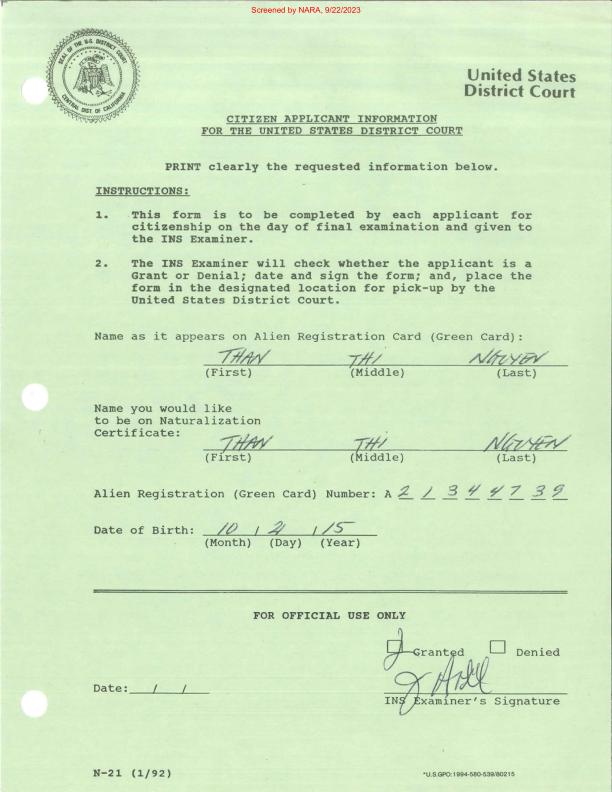 Screened by NARA, 9/22/2023
SEAL OF THE U.S. DISTRICT COURT
CENTRAL DIST. OF CALIFORNIA
United States
District Court
CITIZEN APPLICANT INFORMATION
FOR THE UNITED STATES DISTRICT COURT
PRINT clearly the requested information below.
INSTRUCTIONS:
1. This form is to be completed by each applicant for
citizenship on the day of final examination and given to
the INS Examiner.
2. The INS Examiner will check whether the applicant is a
Grant or Denial; date and sign the form; and, place the
form in the designated location for pick-up by the
United States District Court.
Name as it appears on Alien Registration Card (Green Card):
THAN THI NGUYEN
(First) (Middle) (Last)
Name you would like
to be on Naturalization
Certificate:
THAN THI NGUYEN
(First) (Middle) (Last)
Alien Registration (Green Card) Number: A 2 1 3 4 4 7 3 9
Date of Birth: 10 / 2 / 15
(Month) (Day) (Year)
FOR OFFICIAL USE ONLY
Granted Denied
Date: / /
INS Examiner's Signature
N-21 (1/92)
*U.S.GPO:1994-580-539/80215